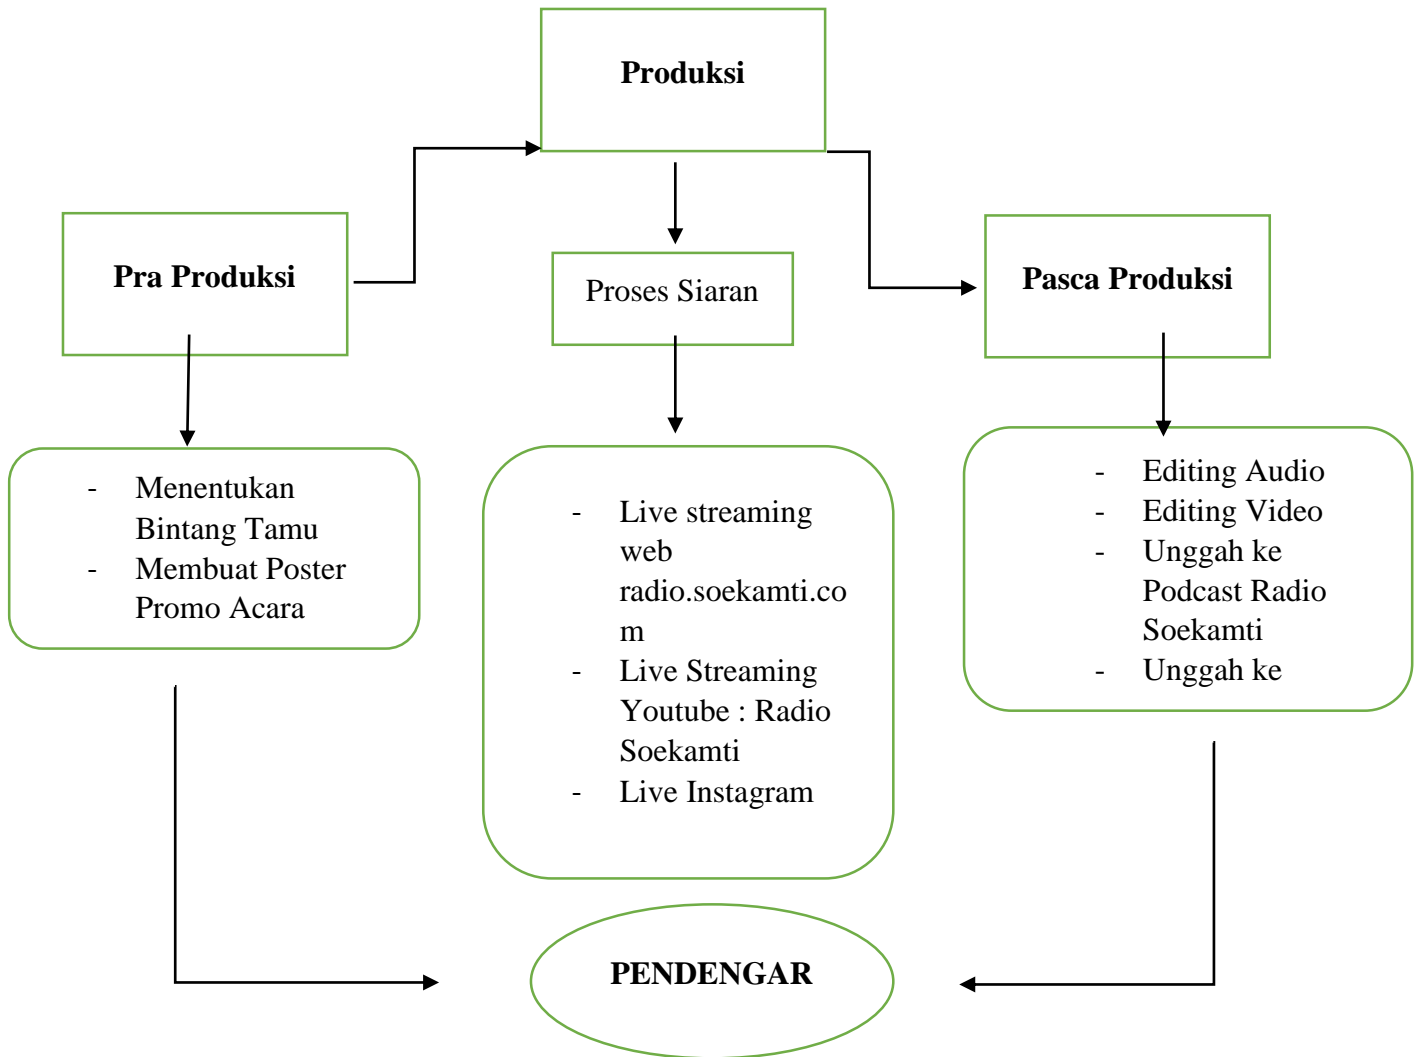 Produksi
Pra Produksi
Proses Siaran
Pasca Produksi
- Menentukan
Bintang Tamu
- Membuat Poster
Promo Acara
- Live streaming
web
radio.soekamti.co
m
- Live Streaming
Youtube : Radio
Soekamti
- Live Instagram
- Editing Audio
- Editing Video
- Unggah ke
Podcast Radio
Soekamti
- Unggah ke
PENDENGAR